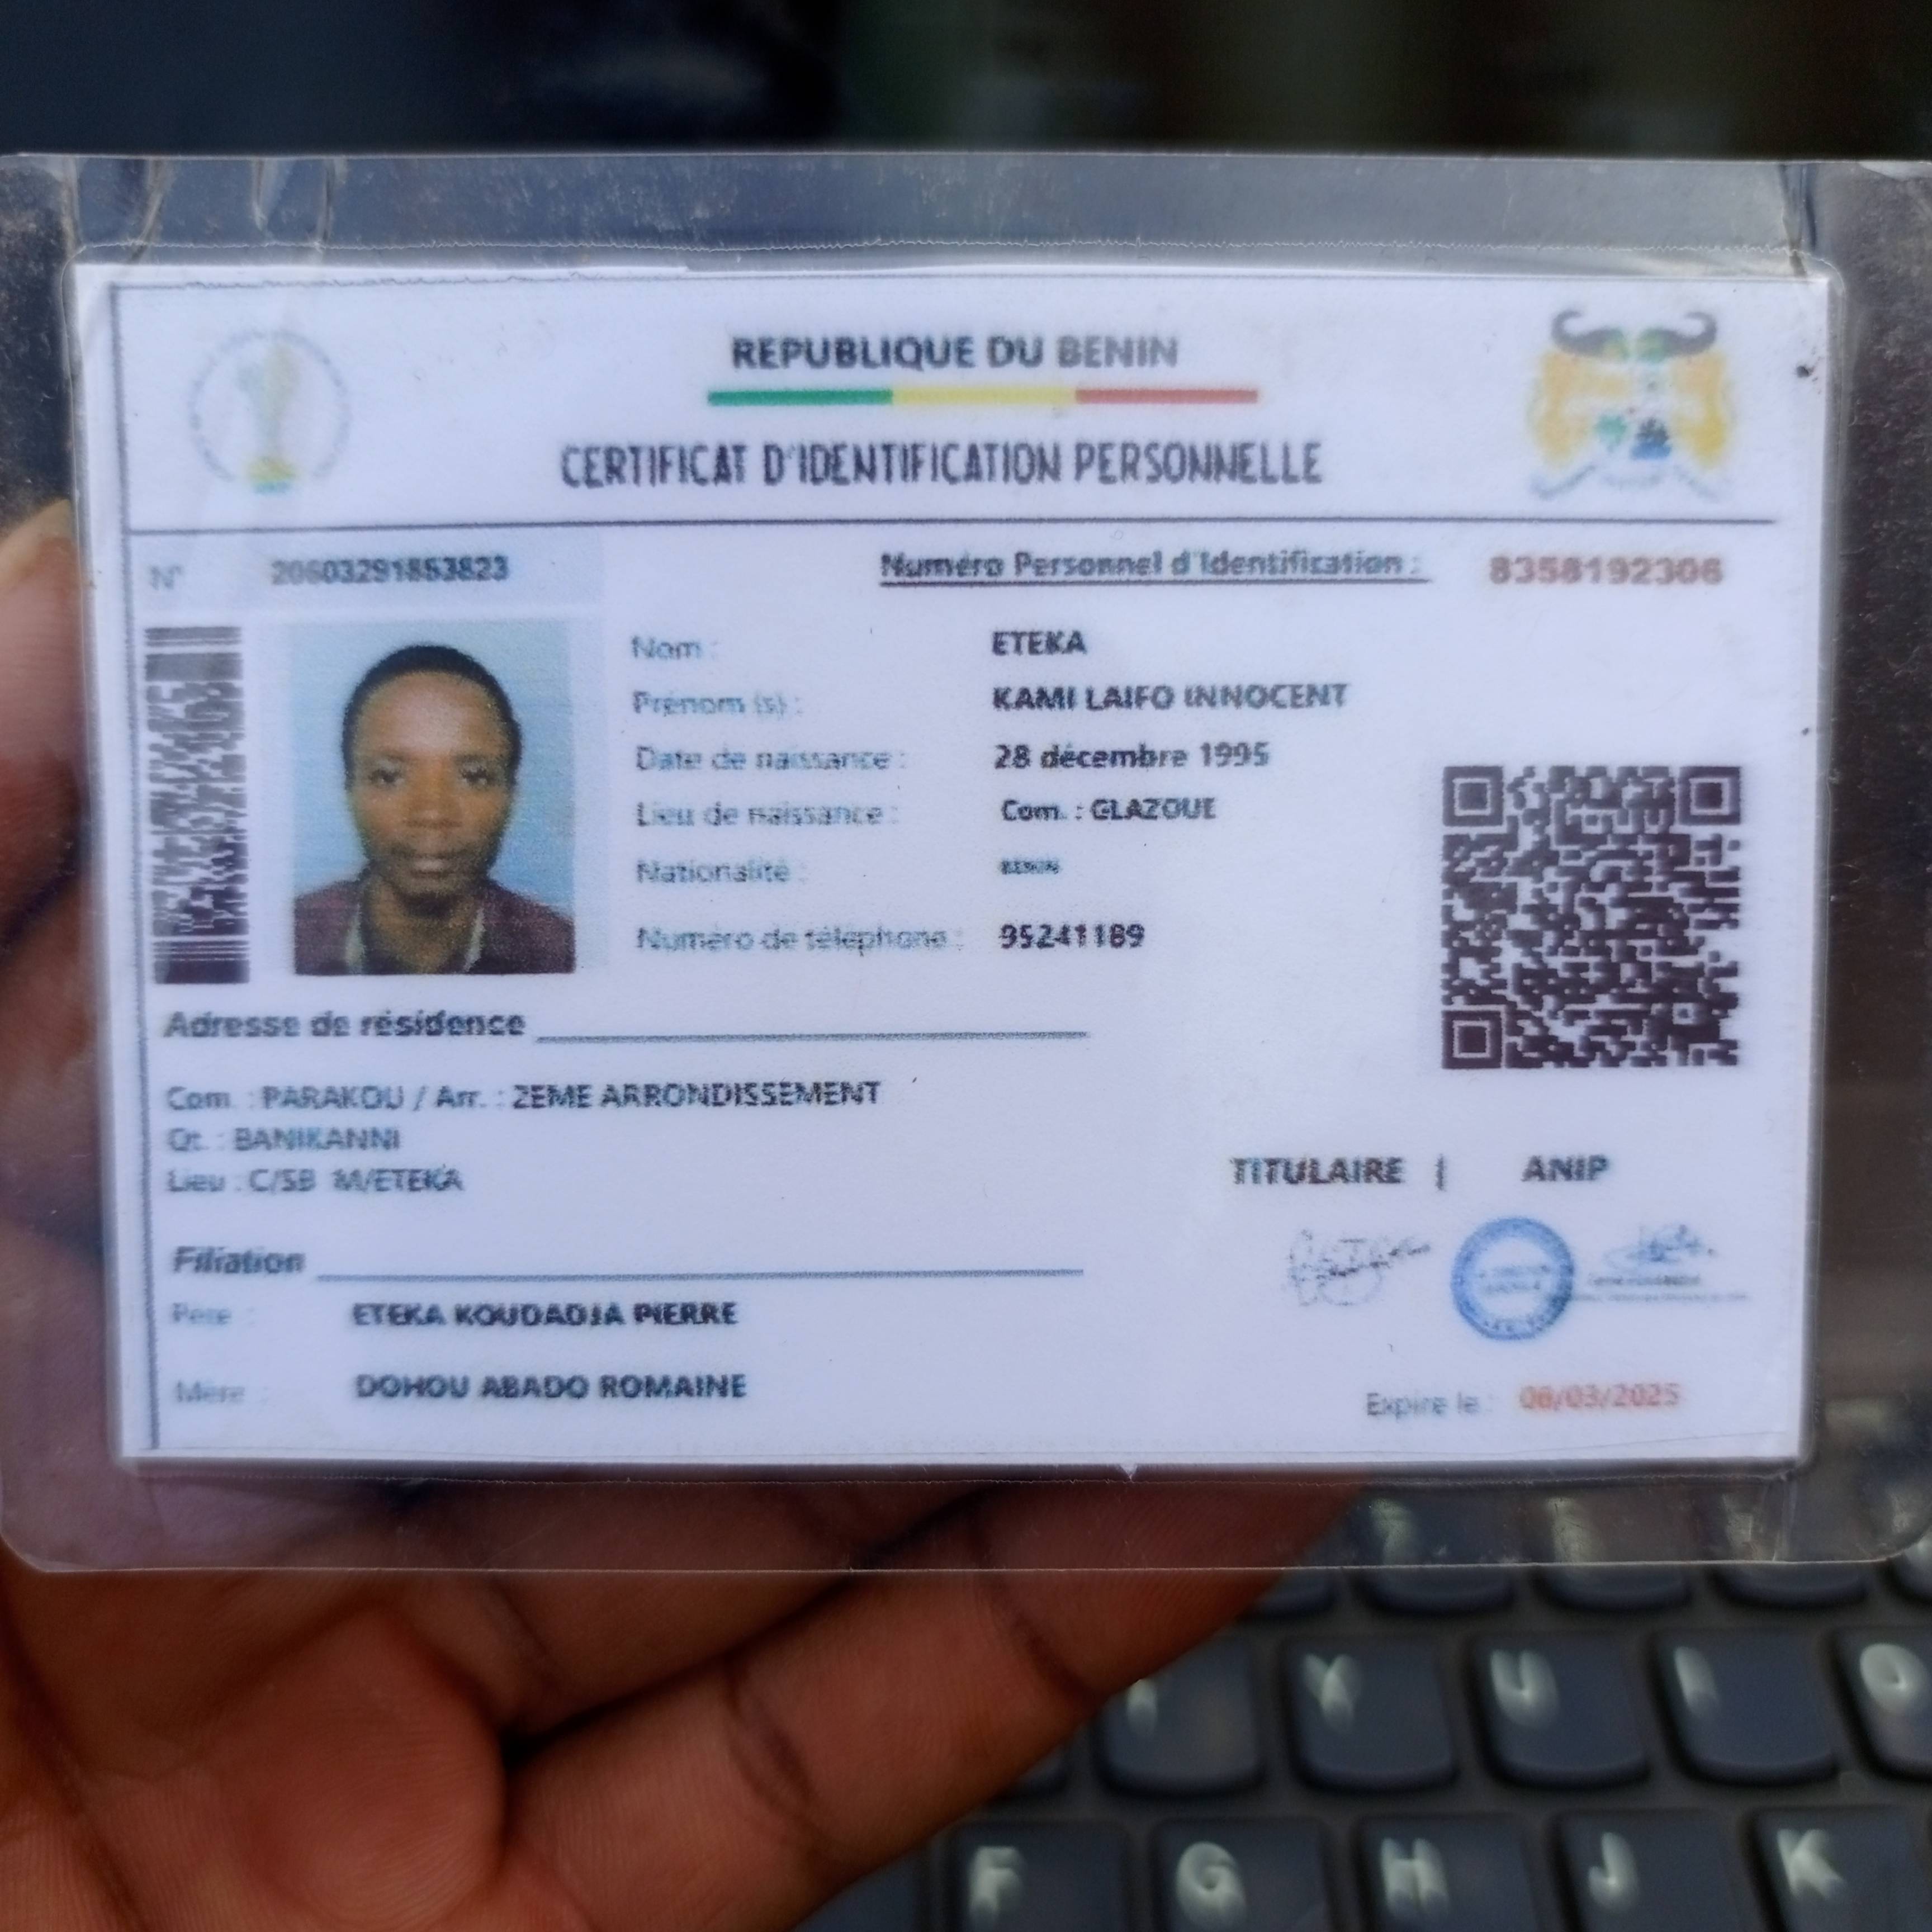 REPUBLIQUE DU BENIN
CERTIFICAT D'IDENTIFICATION PERSONNELLE
N° 20603291853823
Numéro Personnel d'Identification : 8358192306
Nom : ETEKA
Prénom (s) : KAMI LAIFO INNOCENT
Date de naissance : 28 décembre 1995
Lieu de naissance : Com. : GLAZOUE
Nationalité : BENIN
Numéro de téléphone : 95241189
Adresse de résidence
Com. : PARAKOU / Arr. : 2EME ARRONDISSEMENT
Qt. : BANIKANNI
Lieu : C/SB M/ETEKA
TITULAIRE | ANIP
Filiation
Père : ETEKA KOUDADJA PIERRE
Mère : DOHOU ABADO ROMAINE
Expire le : 08/03/2025
Y U I O
F G H J K